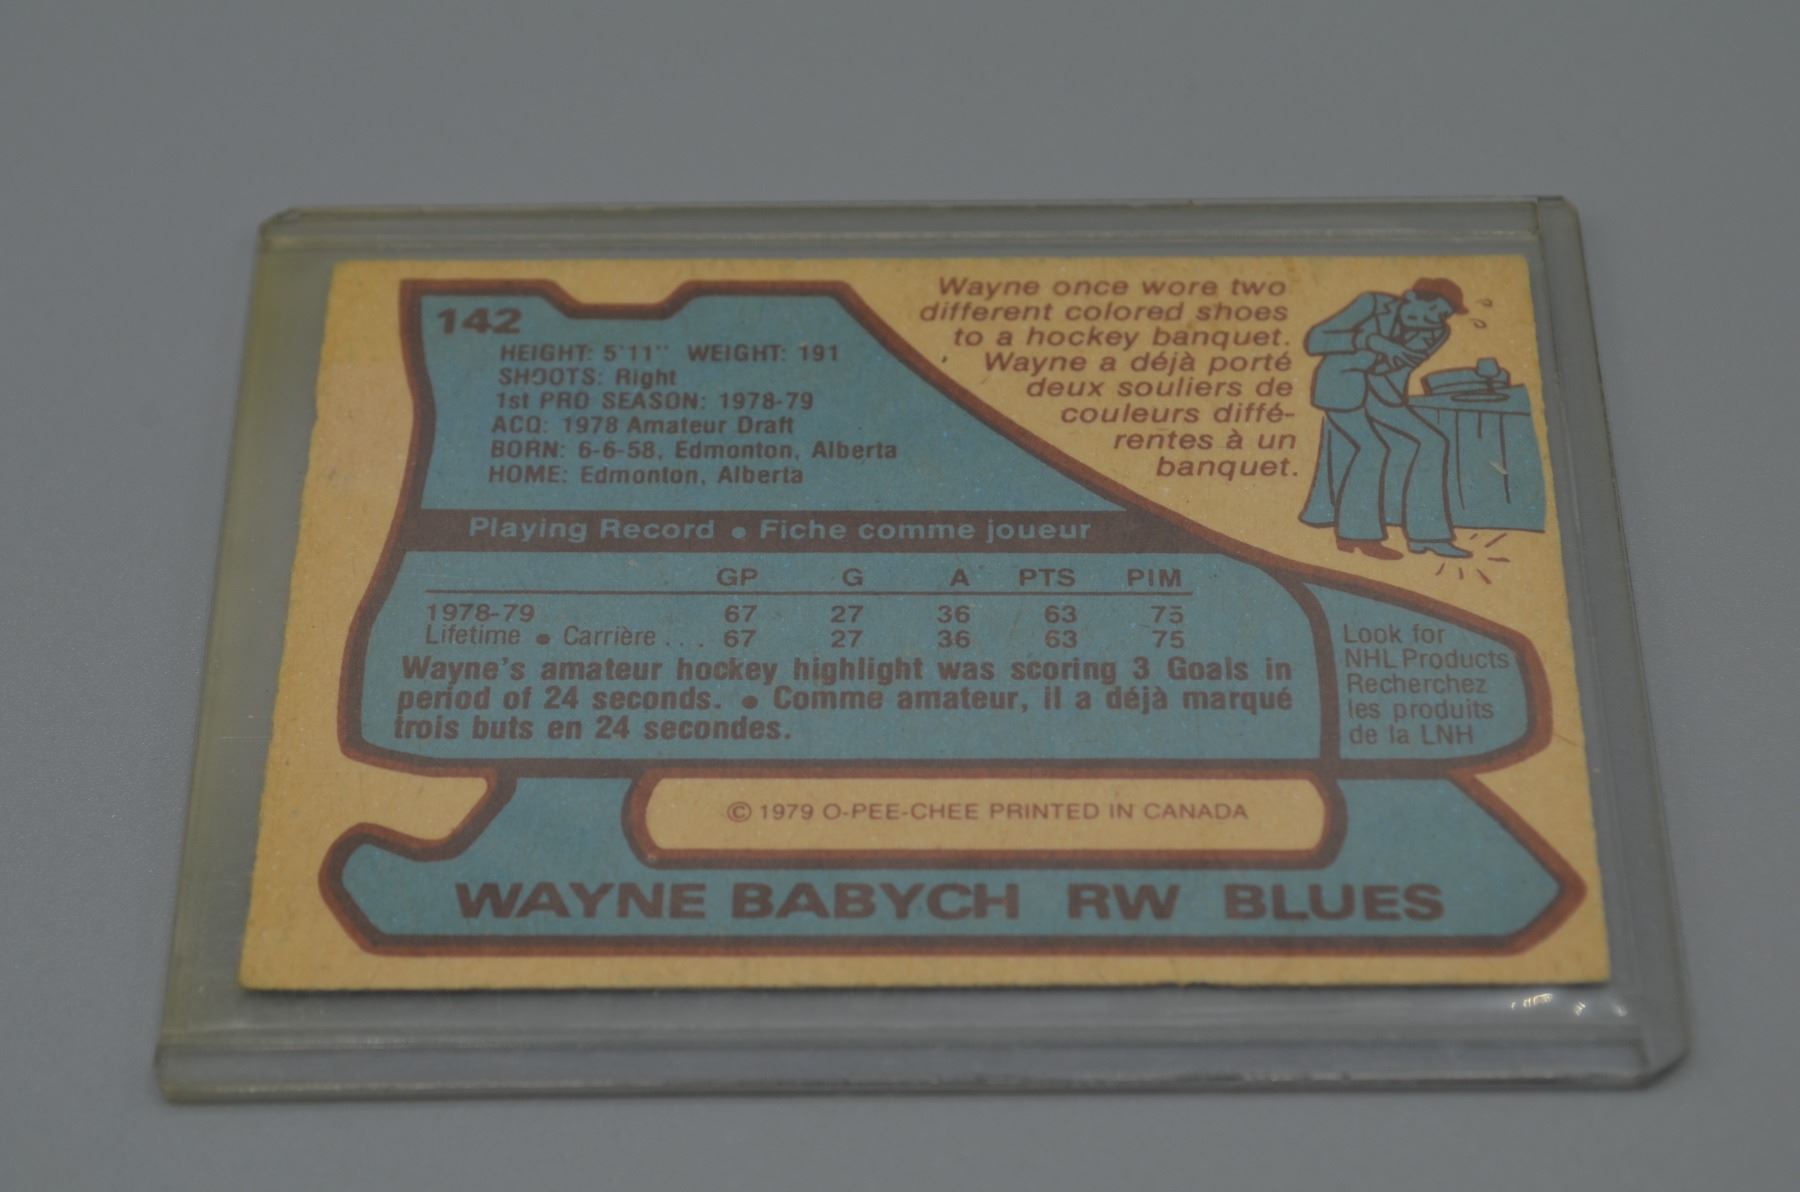 142
HEIGHT: 5'11" WEIGHT: 191
SHOOTS: Right
1st PRO SEASON: 1978-79
ACQ: 1978 Amateur Draft
BORN: 6-6-58, Edmonton, Alberta
HOME: Edmonton, Alberta
Wayne once wore two
different colored shoes
to a hockey banquet.
Wayne a déjà porté
deux souliers de
couleurs diffé-
rentes à un
banquet.
Playing Record • Fiche comme joueur
GP G A PTS PIM
1978-79 67 27 36 63 75
Lifetime • Carrière ... 67 27 36 63 75
Wayne's amateur hockey highlight was scoring 3 Goals in
period of 24 seconds. • Comme amateur, il a déjà marqué
trois buts en 24 secondes.
Look for
NHL Products
Recherchez
les produits
de la LNH
© 1979 O-PEE-CHEE PRINTED IN CANADA
WAYNE BABYCH RW BLUES